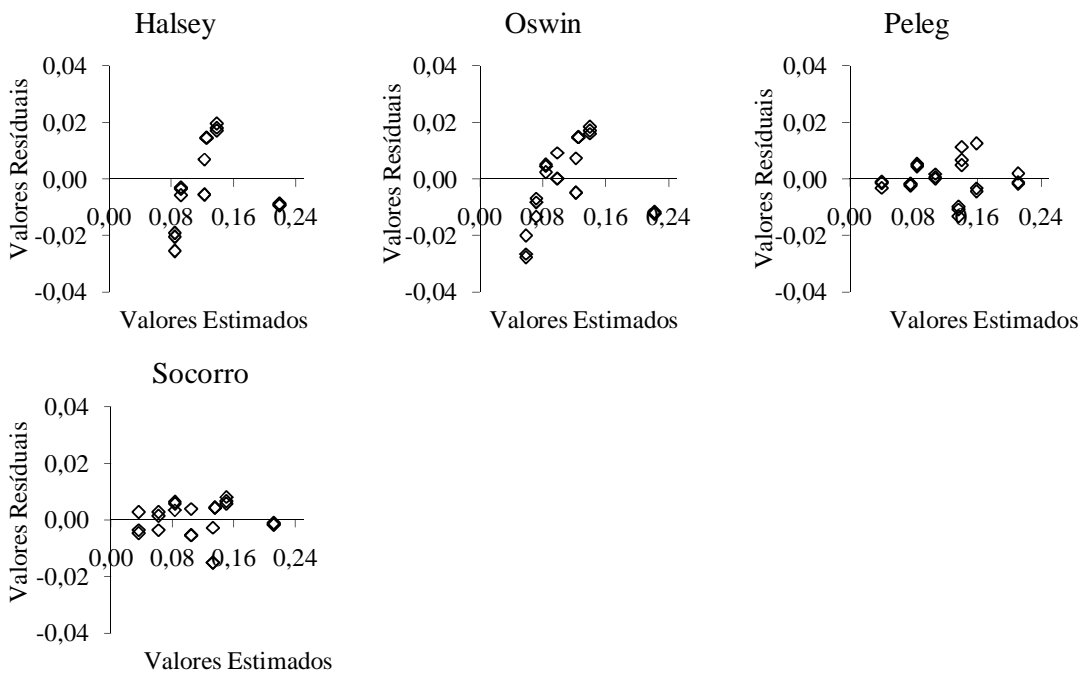 Halsey
Valores Resíduais
0,04
0,02
0,00
-0,02
-0,04
0,00 0,08 0,16 0,24
Valores Estimados
Oswin
Valores Resíduais
0,04
0,02
0,00
-0,02
-0,04
0,00 0,08 0,16 0,24
Valores Estimados
Peleg
Valores Resíduais
0,04
0,02
0,00
-0,02
-0,04
0,00 0,08 0,16 0,24
Valores Estimados
Socorro
Valores Resíduais
0,04
0,02
0,00
-0,02
-0,04
0,00 0,08 0,16 0,24
Valores Estimados